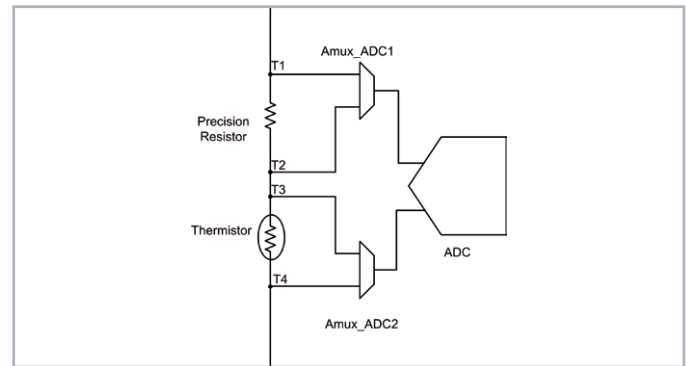 Amux_ADC1
T1
Precision
Resistor
T2
T3
Thermistor
T4
ADC
Amux_ADC2